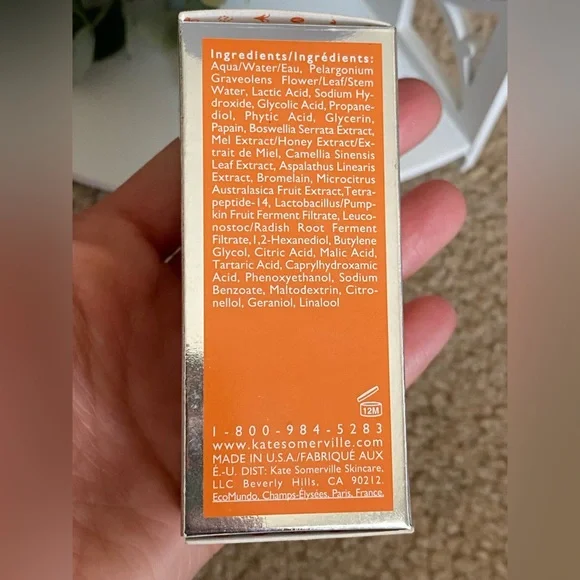 Ingredients/Ingrédients:
Aqua/Water/Eau, Pelargonium
Graveolens Flower/Leaf/Stem
Water, Lactic Acid, Sodium Hy-
droxide, Glycolic Acid, Propane-
diol, Phytic Acid, Glycerin,
Papain, Boswellia Serrata Extract,
Mel Extract/Honey Extract/Ex-
trait de Miel, Camellia Sinensis
Leaf Extract, Aspalathus Linearis
Extract, Bromelain, Microcitrus
Australasica Fruit Extract,Tetra-
peptide-14, Lactobacillus/Pump-
kin Fruit Ferment Filtrate, Leuco-
nostoc/Radish Root Ferment
Filtrate,1,2-Hexanediol, Butylene
Glycol, Citric Acid, Malic Acid,
Tartaric Acid, Caprylhydroxamic
Acid, Phenoxyethanol, Sodium
Benzoate, Maltodextrin, Citro-
nellol, Geraniol, Linalool
12M
1-800-984-5283
www.katesomerville.com
MADE IN U.S.A./FABRIQUÉ AUX
É.-U. DIST: Kate Somerville Skincare,
LLC Beverly Hills, CA 90212.
EcoMundo, Champs-Élysées, Paris, France.